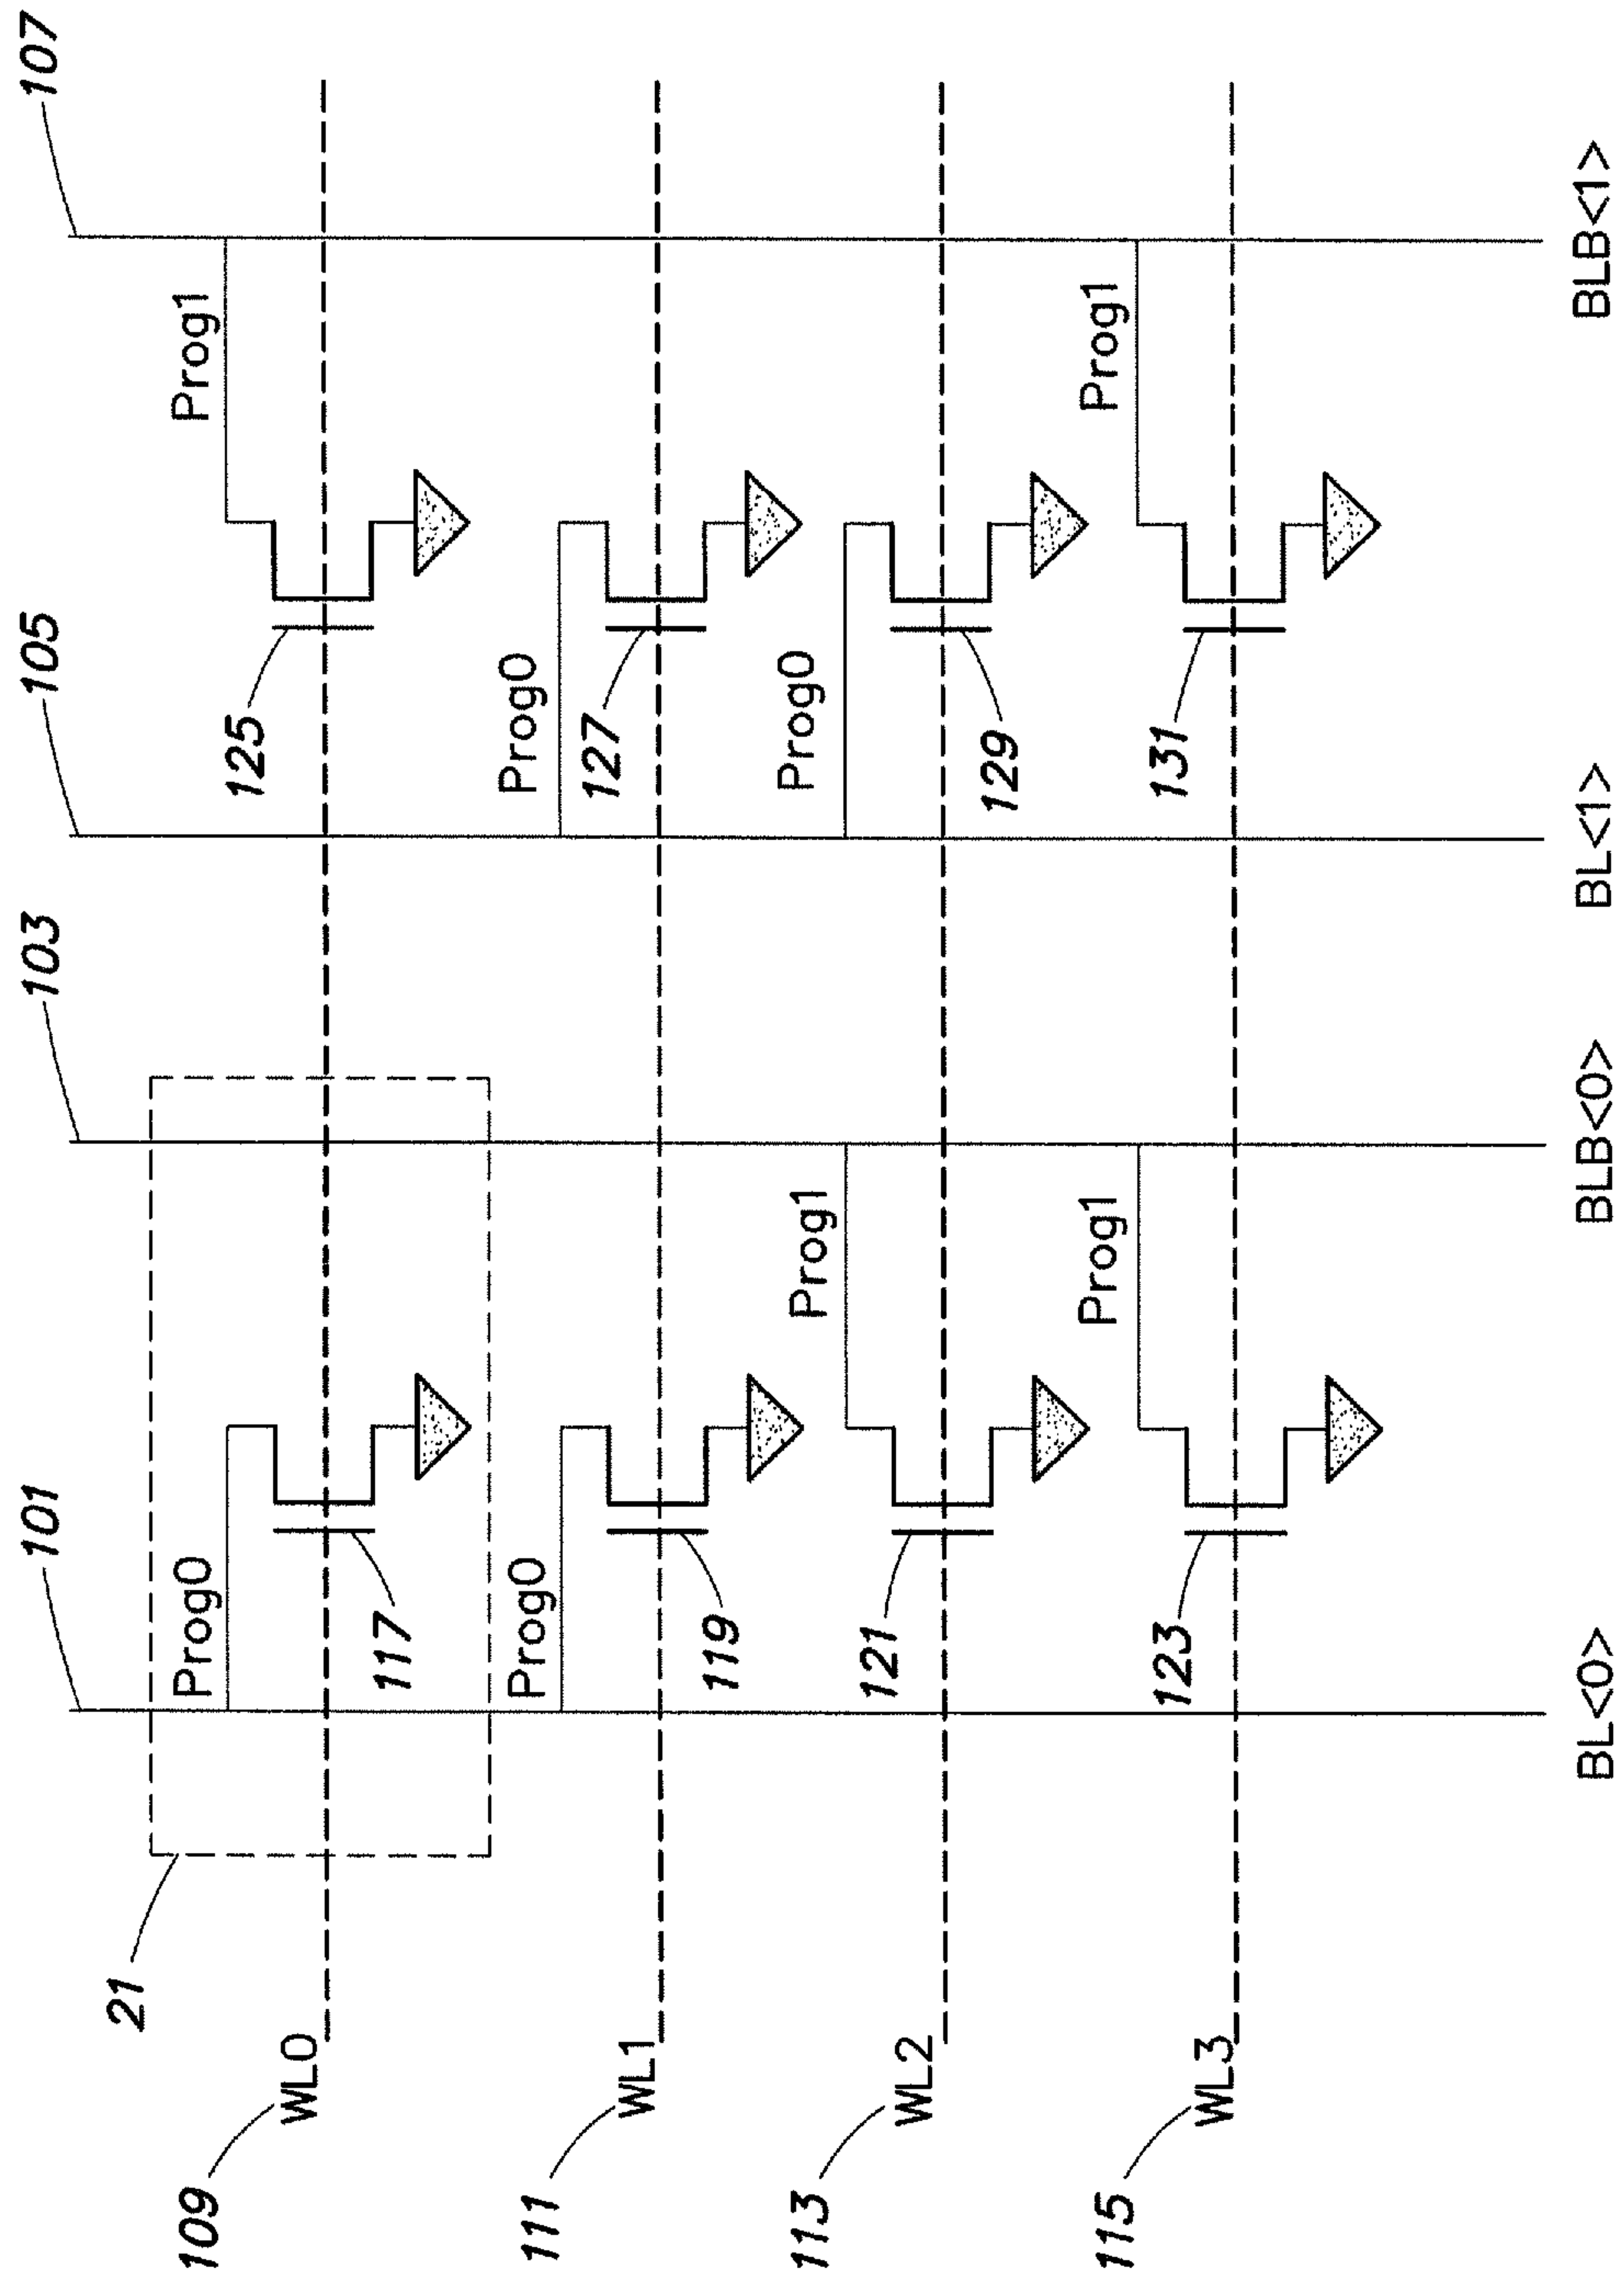 101
103
105
107
21
Prog0
Prog1
109
WL0
117
125
Prog0
Prog0
111
WL1
119
127
Prog1
Prog0
113
WL2
121
129
Prog1
Prog1
115
WL3
123
131
BL<0>
BLB<0>
BL<1>
BLB<1>